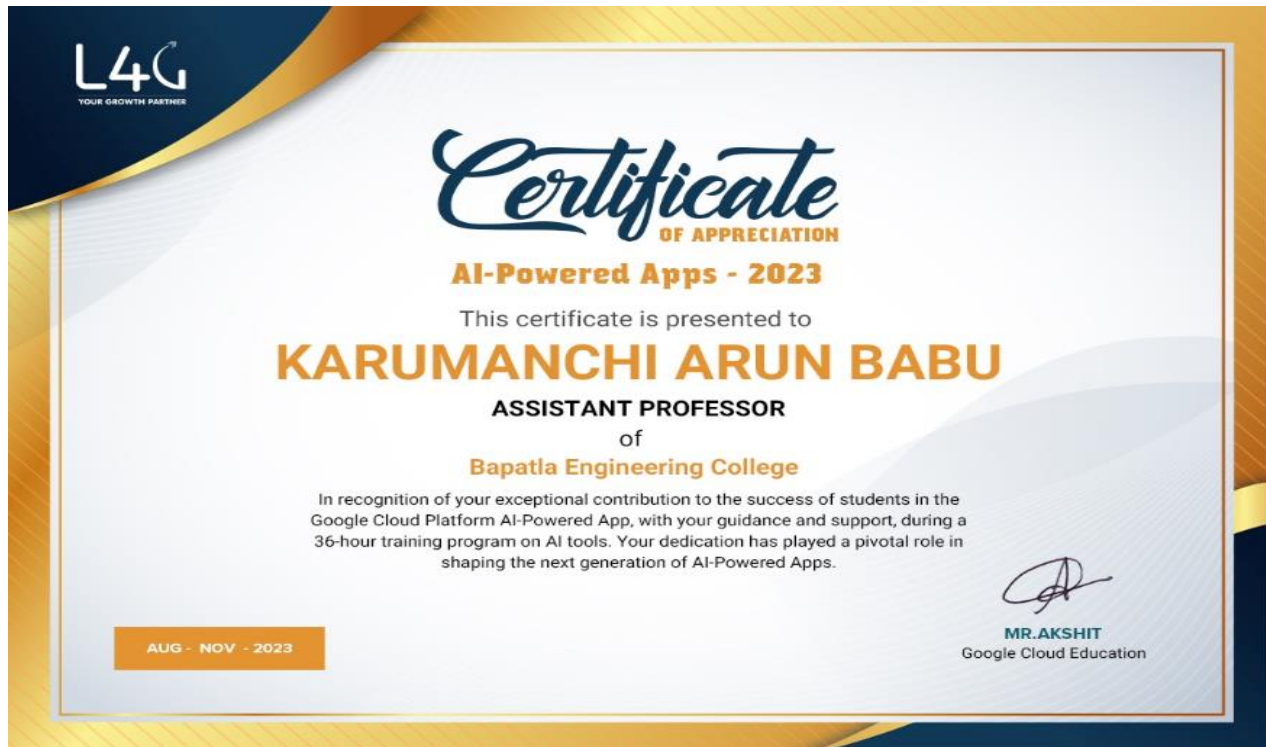 L4G
YOUR GROWTH PARTNER
Certificate
OF APPRECIATION
AI-Powered Apps - 2023
This certificate is presented to
KARUMANCHI ARUN BABU
ASSISTANT PROFESSOR
of
Bapatla Engineering College
In recognition of your exceptional contribution to the success of students in the
Google Cloud Platform AI-Powered App, with your guidance and support, during a
36-hour training program on AI tools. Your dedication has played a pivotal role in
shaping the next generation of AI-Powered Apps.
AUG - NOV - 2023
MR.AKSHIT
Google Cloud Education